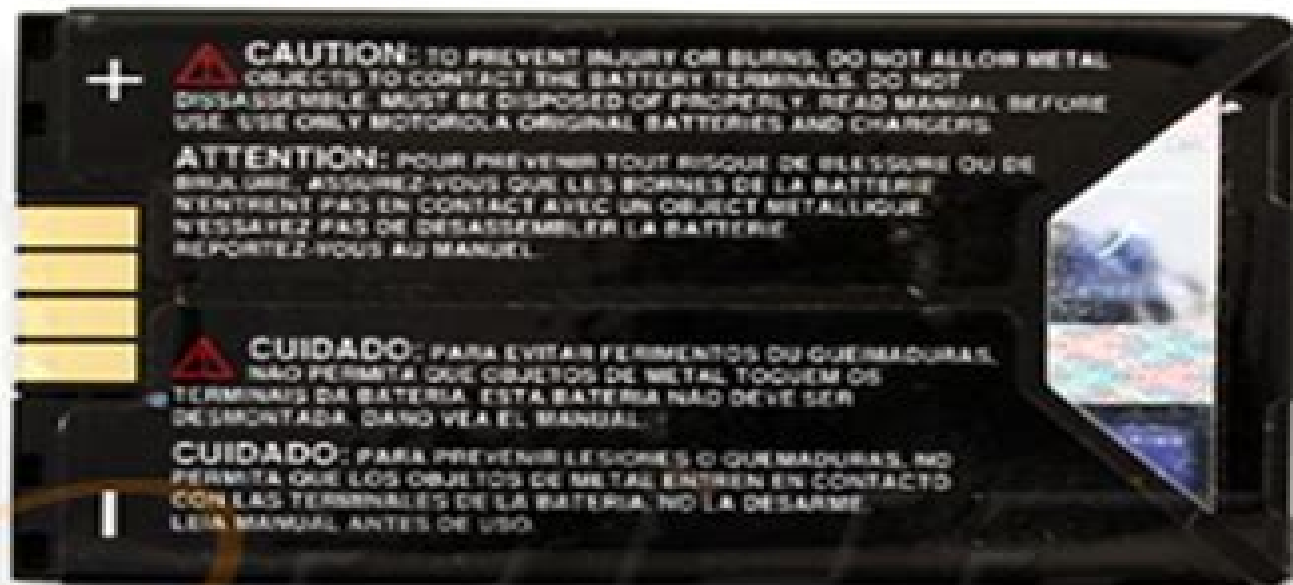 +
CAUTION: TO PREVENT INJURY OR BURNS, DO NOT ALLOW METAL
OBJECTS TO CONTACT THE BATTERY TERMINALS. DO NOT
DISSASSEMBLE. MUST BE DISPOSED OF PROPERLY. READ MANUAL BEFORE
USE. USE ONLY MOTOROLA ORIGINAL BATTERIES AND CHARGERS
ATTENTION: POUR PREVENIR TOUT RISQUE DE BLESSURE OU DE
BRULURE, ASSUREZ-VOUS QUE LES BORNES DE LA BATTERIE
N'ENTRENT PAS EN CONTACT AVEC UN OBJECT METALLIQUE.
N'ESSAYEZ PAS DE DESASSEMBLER LA BATTERIE
REPORTEZ-VOUS AU MANUEL.
CUIDADO: PARA EVITAR FERIMENTOS OU QUEIMADURAS,
NAO PERMITA QUE OBJETOS DE METAL TOQUEM OS
TERMINAIS DA BATERIA. ESTA BATERIA NAO DEVE SER
DESMONTADA. DANO VEA EL MANUAL.
CUIDADO: PARA PREVENIR LESIONES O QUEMADURAS, NO
PERMITA QUE LOS OBJETOS DE METAL ENTREN EN CONTACTO
CON LAS TERMINALES DE LA BATERIA, NO LA DESARME.
LEIA MANUAL ANTES DE USO.
−